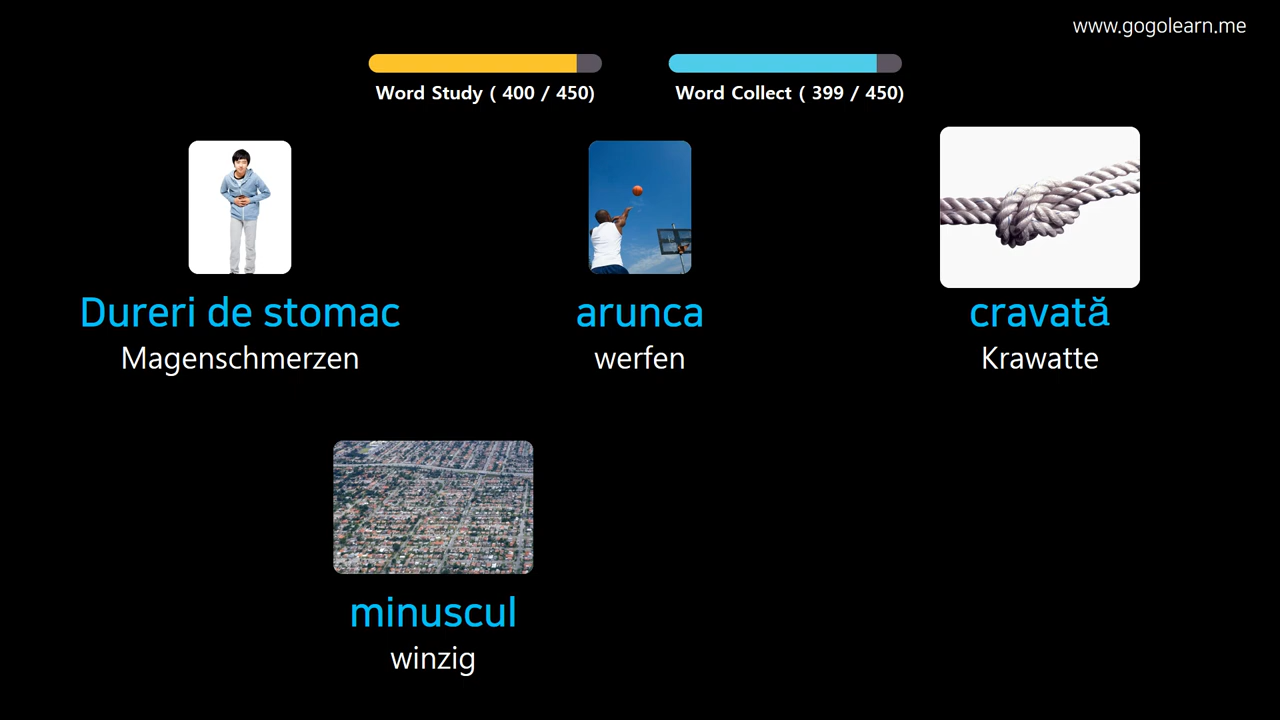 www.gogolearn.me
Word Study ( 400 / 450)
Word Collect ( 399 / 450)
Dureri de stomac
Magenschmerzen
arunca
werfen
cravată
Krawatte
minuscul
winzig